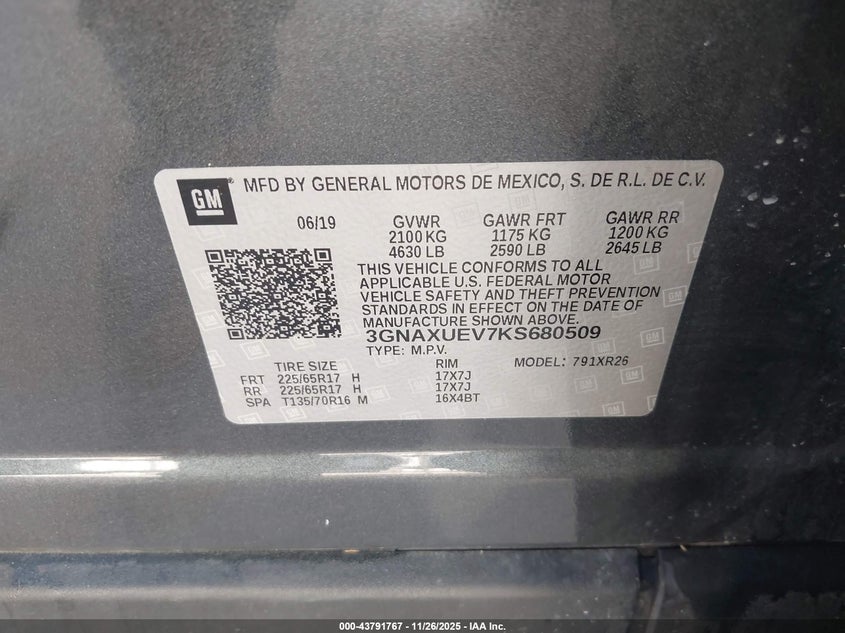 GM ® MFD BY GENERAL MOTORS DE MEXICO, S. DE R.L. DE C.V.
06/19 GVWR GAWR FRT GAWR RR
2100 KG 1175 KG 1200 KG
4630 LB 2590 LB 2645 LB
THIS VEHICLE CONFORMS TO ALL
APPLICABLE U.S. FEDERAL MOTOR
VEHICLE SAFETY AND THEFT PREVENTION
STANDARDS IN EFFECT ON THE DATE OF
MANUFACTURE SHOWN ABOVE.
3GNAXUEV7KS680509
TYPE: M.P.V. MODEL: 791XR26
TIRE SIZE RIM
FRT 225/65R17 H 17X7J
RR 225/65R17 H 17X7J
SPA T135/70R16 M 16X4BT
000-43791767 - 11/26/2025 - IAA Inc.